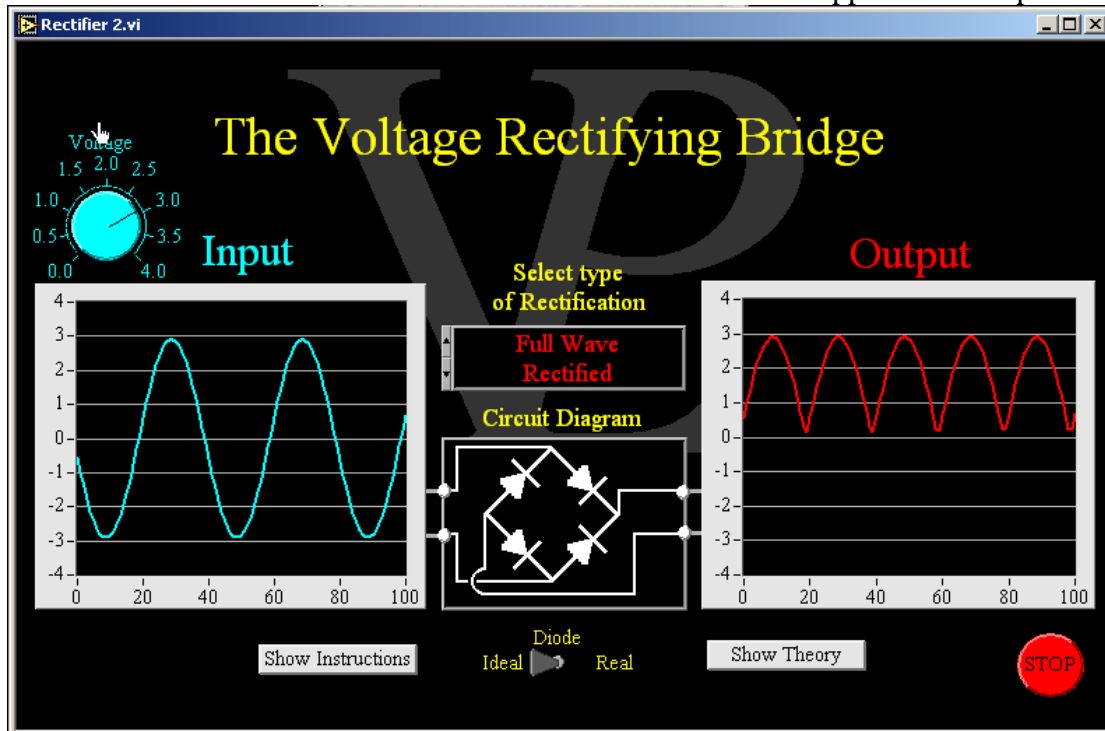 Rectifier 2.vi
The Voltage Rectifying Bridge
Voltage
1.5 2.0 2.5
1.0 3.0
0.5 3.5
0.0 4.0
Input
Output
Select type
of Rectification
Full Wave
Rectified
Circuit Diagram
4
3
2
1
0
-1
-2
-3
-4
0 20 40 60 80 100
4
3
2
1
0
-1
-2
-3
-4
0 20 40 60 80 100
Show Instructions
Diode
Ideal Real
Show Theory
STOP